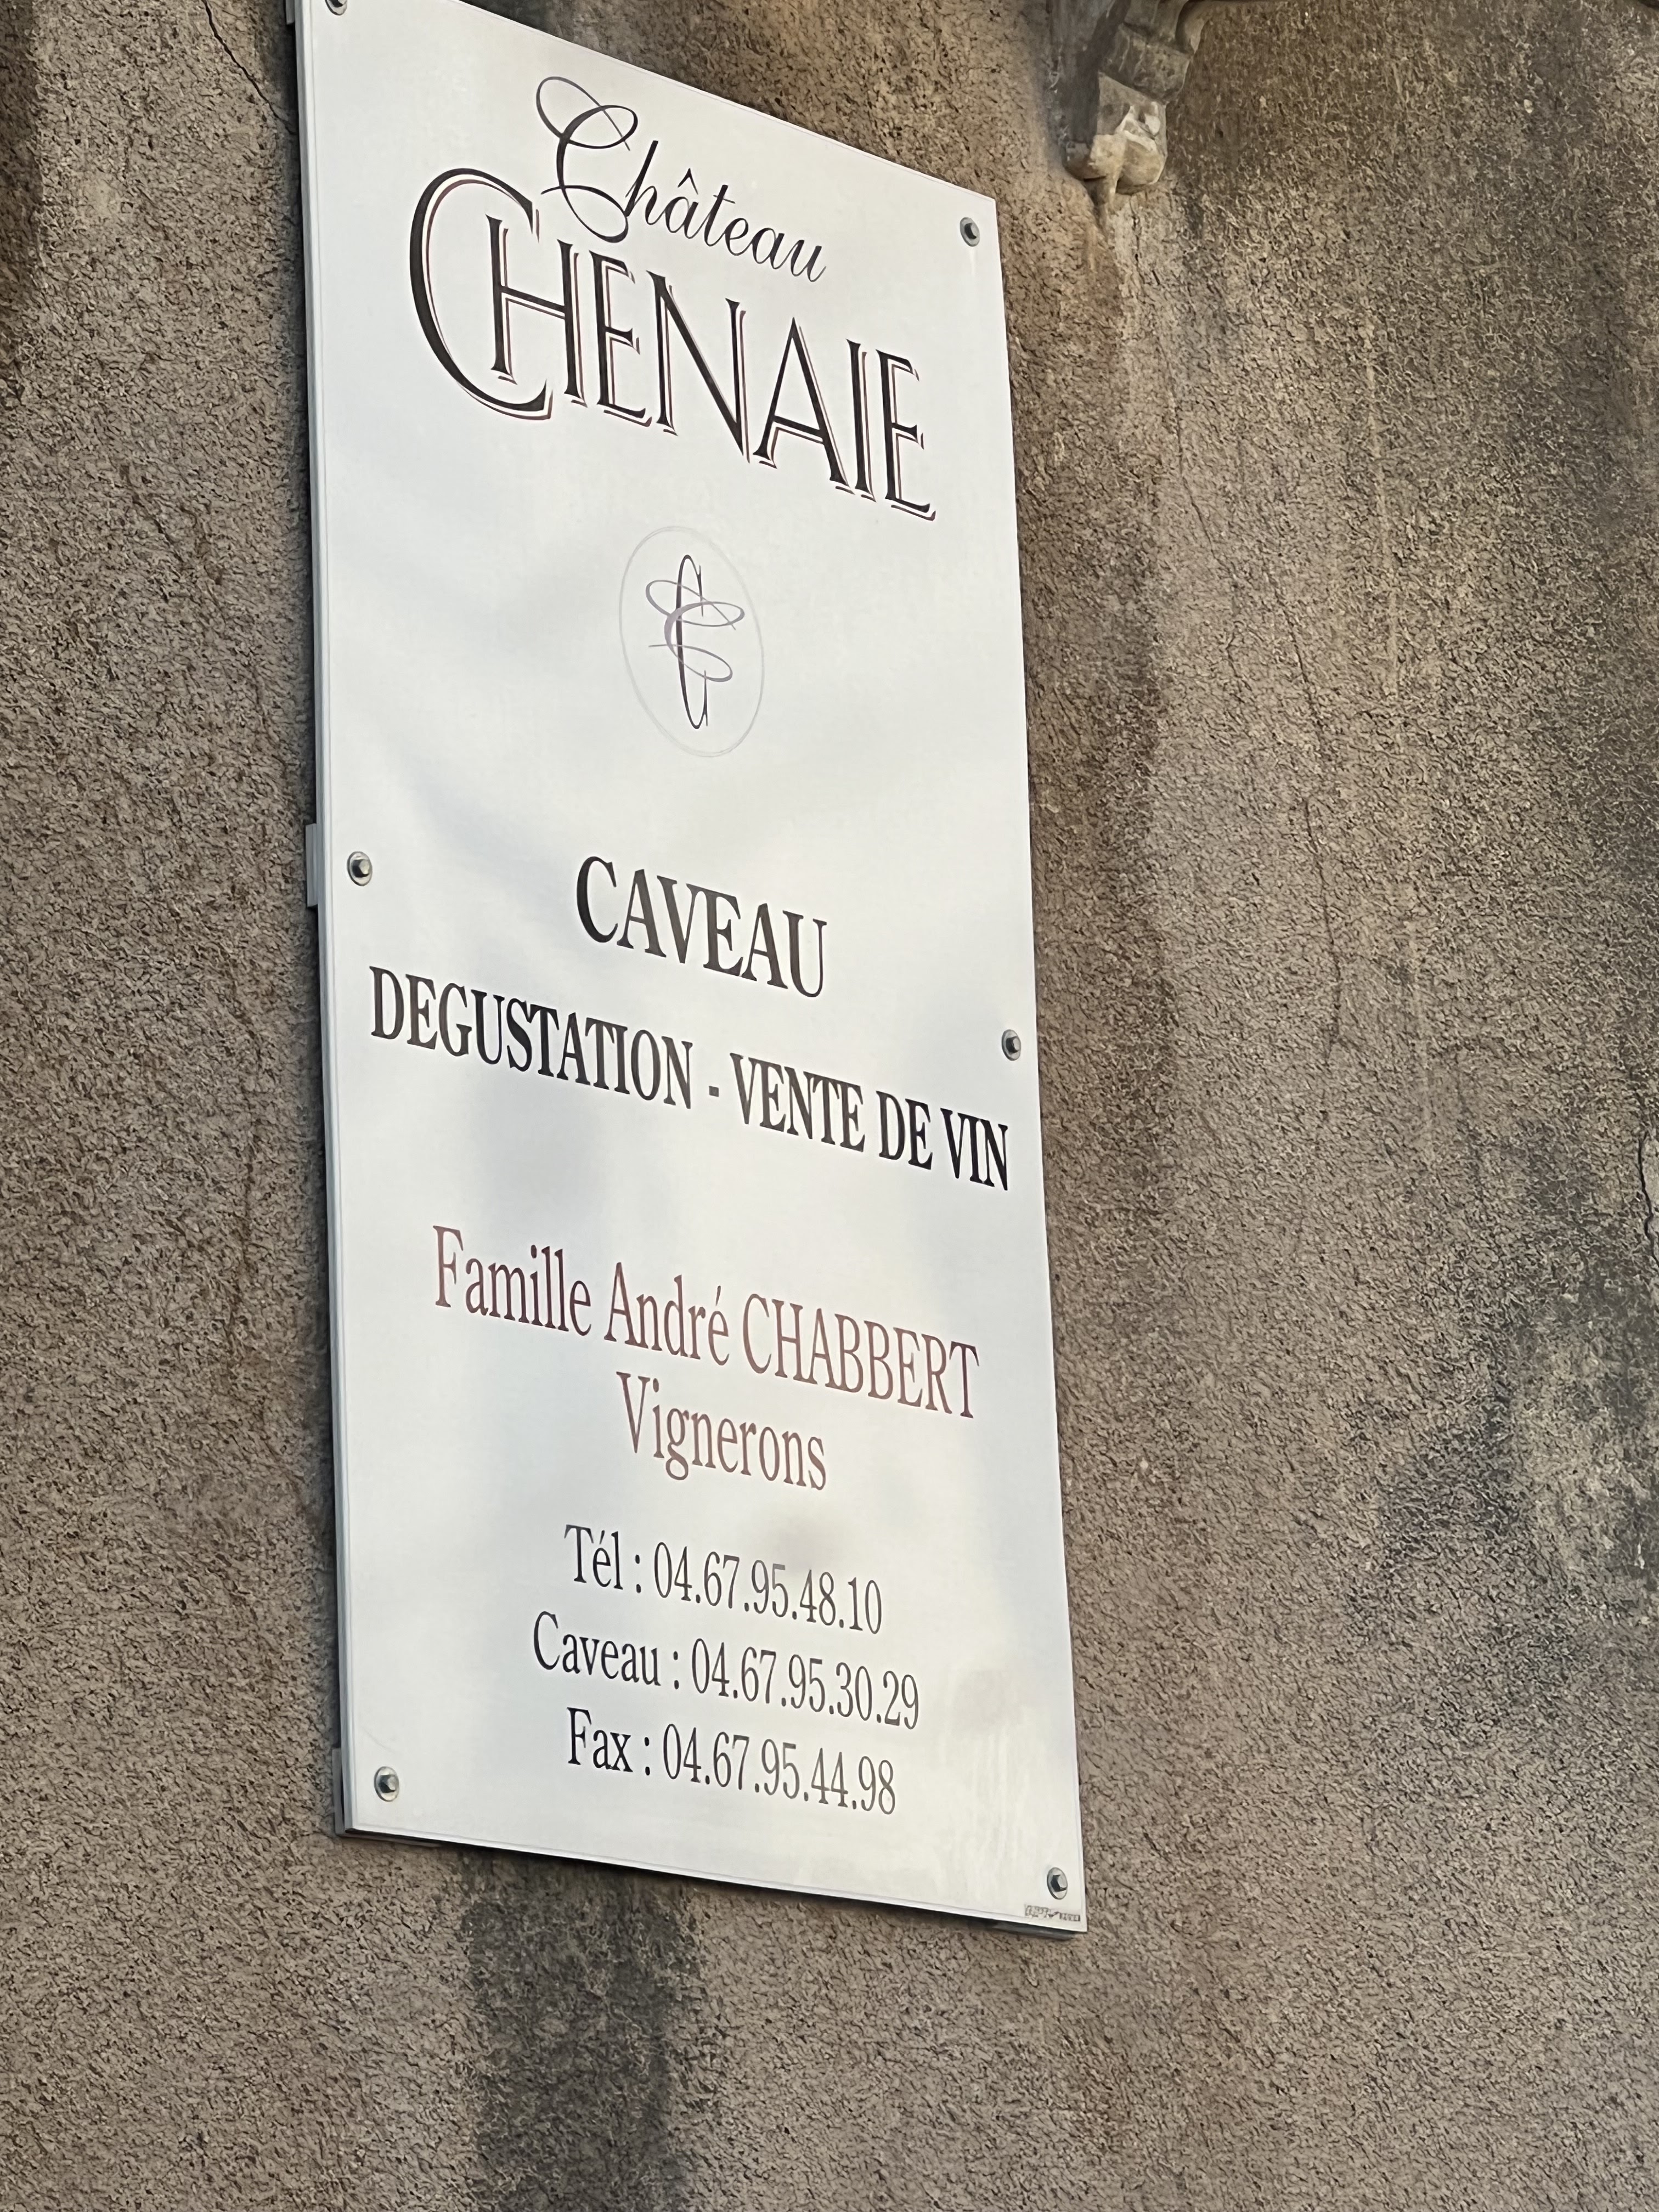 Château
CHENAIE
CAVEAU
DEGUSTATION - VENTE DE VIN
Famille André CHABBERT
Vignerons
Tél : 04.67.95.48.10
Caveau : 04.67.95.30.29
Fax : 04.67.95.44.98